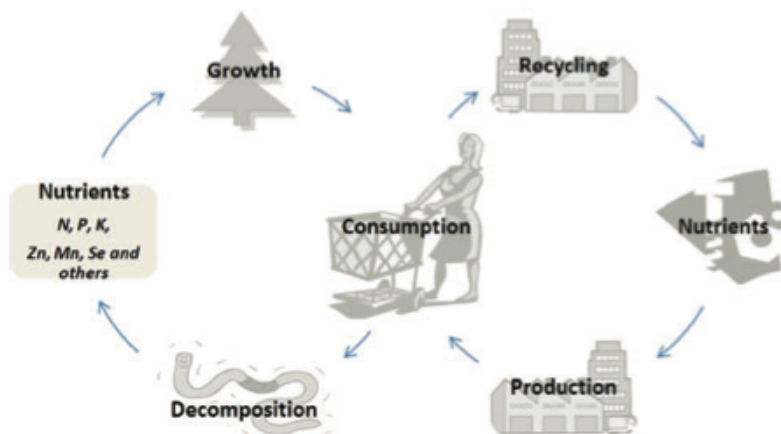 Growth
Recycling
Nutrients
N, P, K,
Zn, Mn, Se and
others
Consumption
Nutrients
Decomposition
Production